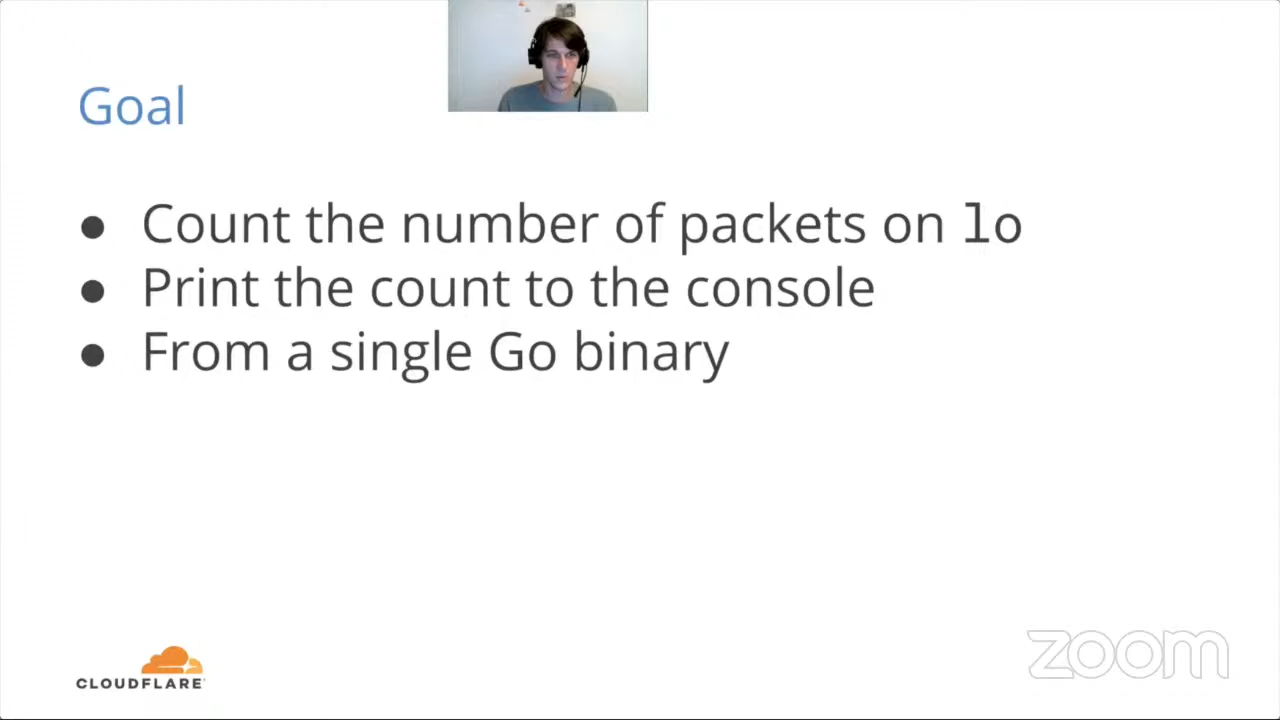 Goal
● Count the number of packets on lo
● Print the count to the console
● From a single Go binary
CLOUDFLARE
zoom